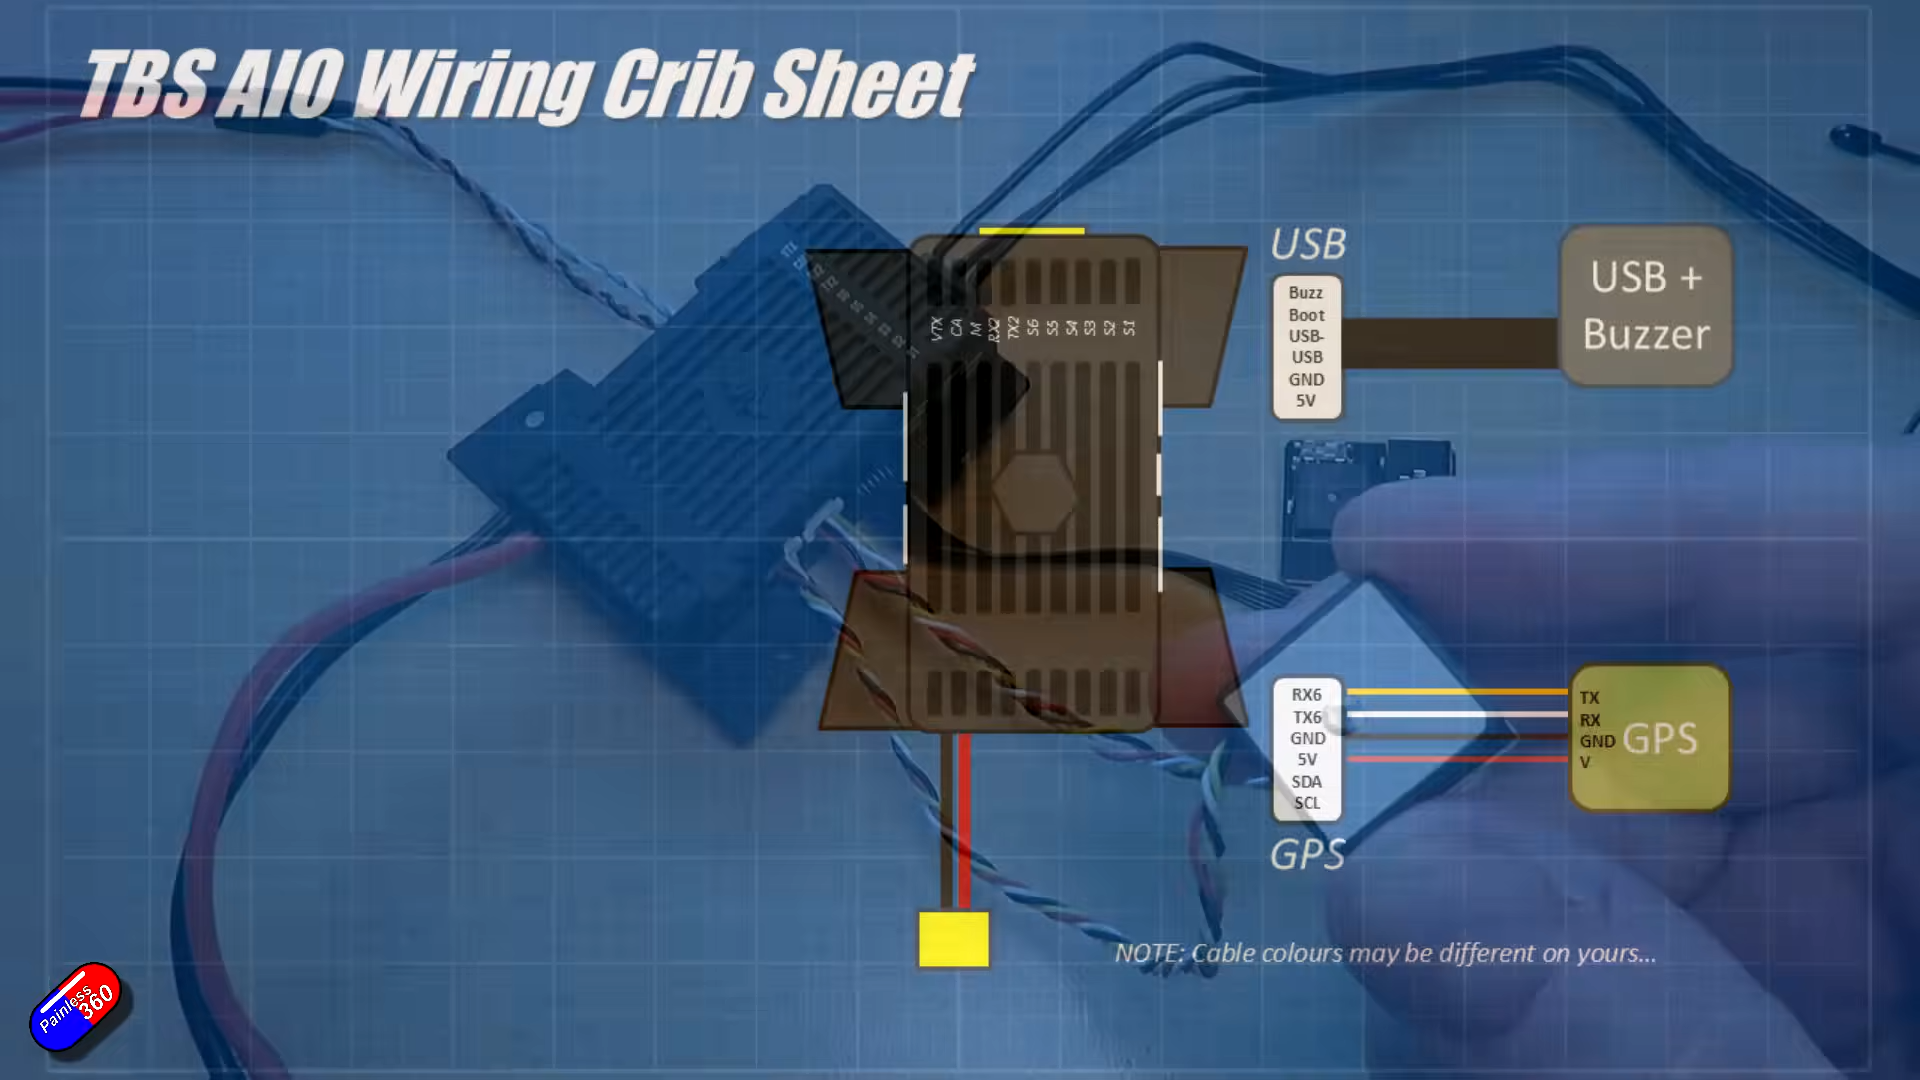 TBS AIO Wiring Crib Sheet
VTX
CA
M
RX2
TX2
S6
S5
S4
S3
S2
S1
USB
Buzz
Boot
USB-
USB
GND
5V
USB +
Buzzer
RX6
TX6
GND
5V
SDA
SCL
GPS
TX
RX
GND
V
GPS
NOTE: Cable colours may be different on yours...
Painless
360